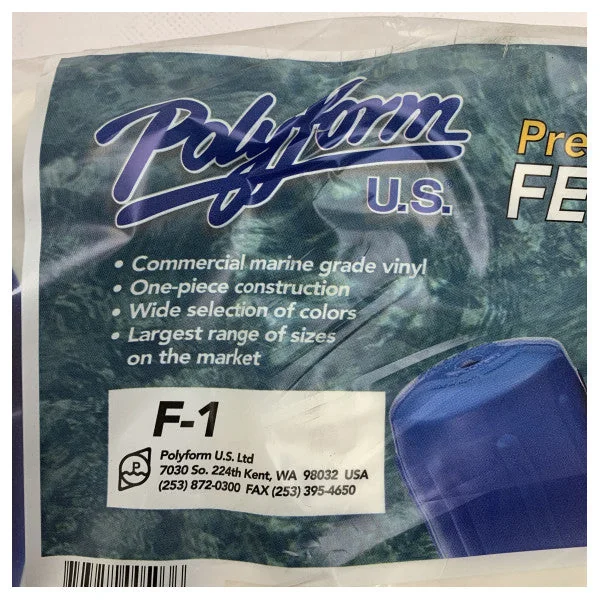 Polyform
U.S.
Pre
FE
• Commercial marine grade vinyl
• One-piece construction
• Wide selection of colors
• Largest range of sizes
on the market
F-1
P
Polyform U.S. Ltd
7030 So. 224th Kent, WA 98032 USA
(253) 872-0300 FAX (253) 395-4650